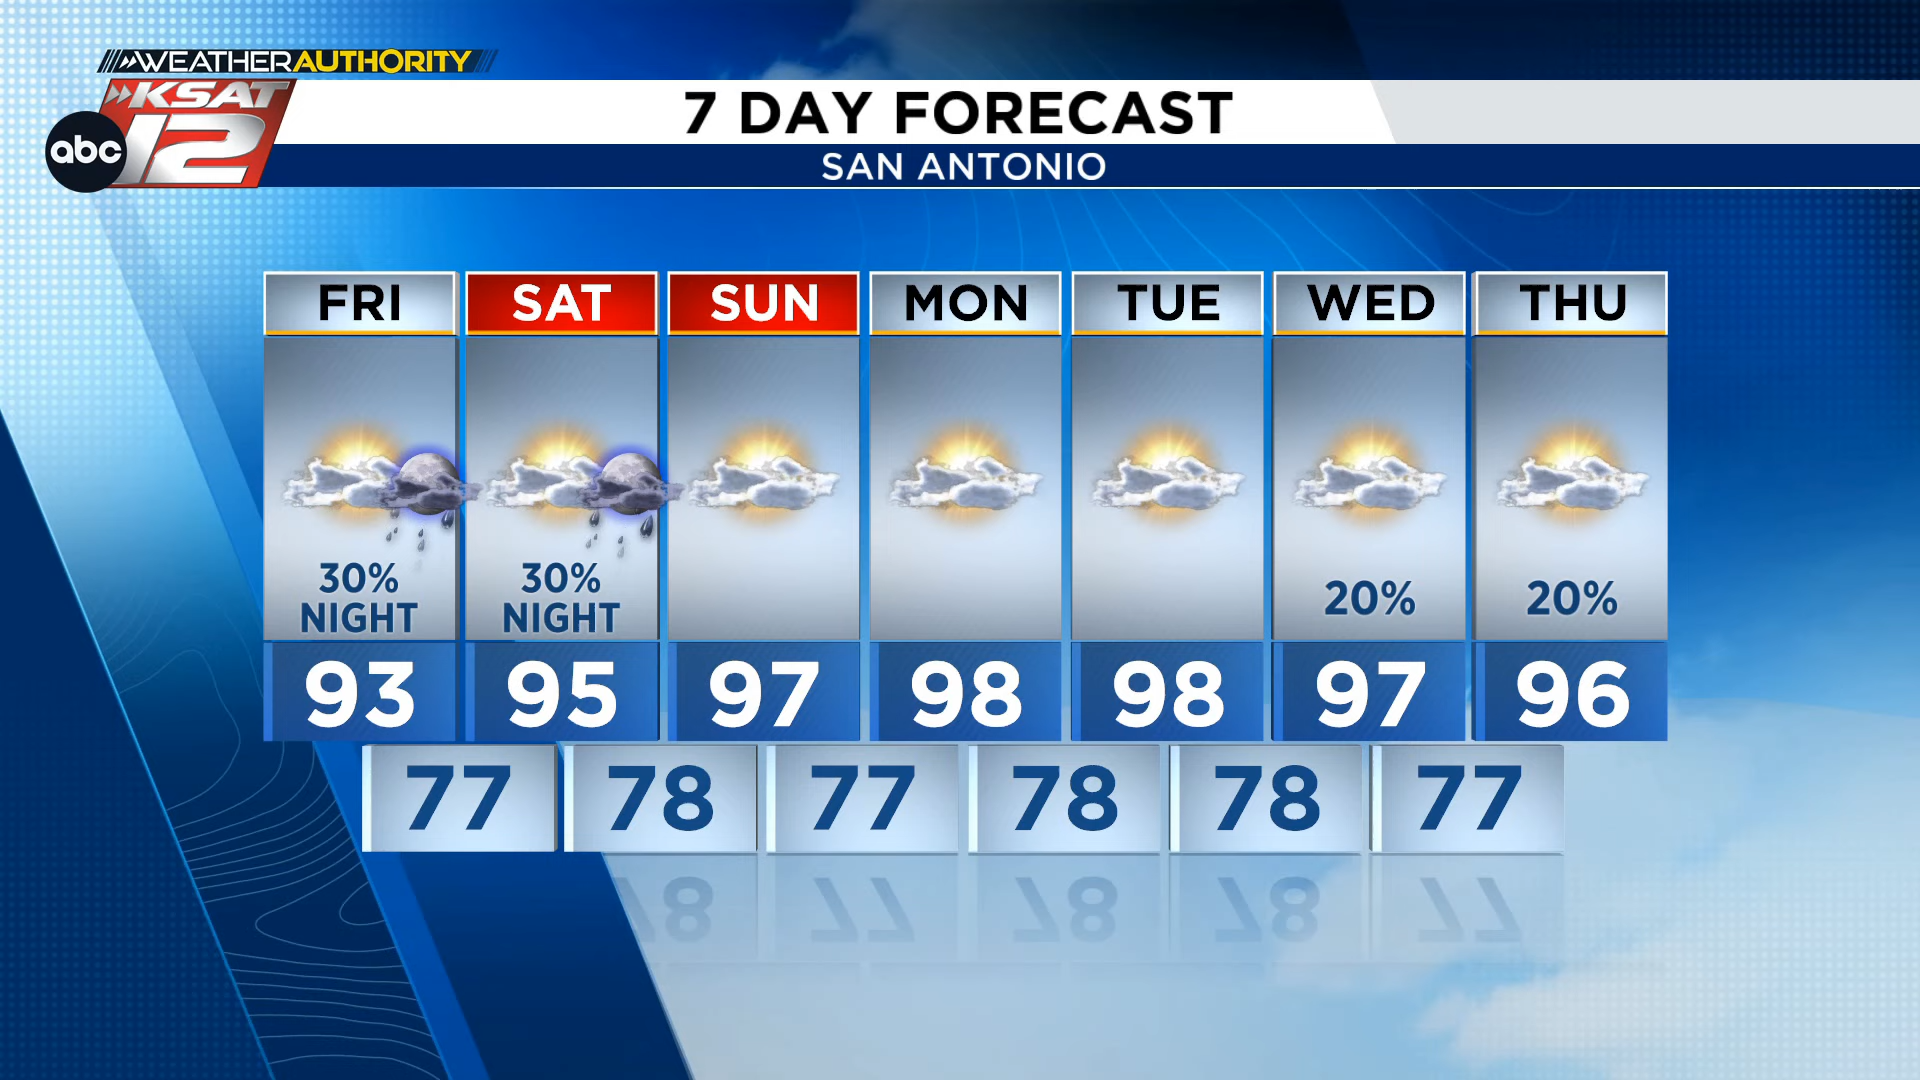 WEATHERAUTHORITY
KSAT
abc 12
7 DAY FORECAST
SAN ANTONIO
FRI SAT SUN MON TUE WED THU
30% NIGHT 30% NIGHT 20% 20%
93 95 97 98 98 97 96
77 78 77 78 78 77